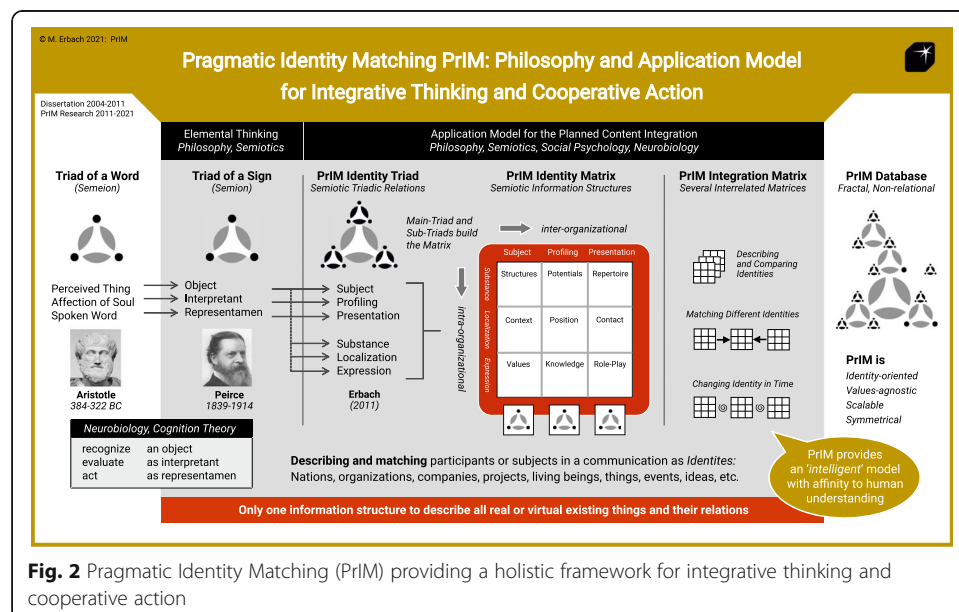 © M. Erbach 2021: PrIM
Pragmatic Identity Matching PrIM: Philosophy and Application Model
for Integrative Thinking and Cooperative Action
Dissertation 2004-2011
PrIM Research 2011-2021
Elemental Thinking
Philosophy, Semiotics
Application Model for the Planned Content Integration
Philosophy, Semiotics, Social Psychology, Neurobiology
Triad of a Word
(Semeion)
Perceived Thing
Affection of Soul
Spoken Word
Aristotle
384-322 BC
Triad of a Sign
(Semion)
Object
Interpretant
Representamen
Peirce
1839-1914
Neurobiology, Cognition Theory
recognize an object
evaluate as interpretant
act as representamen
PrIM Identity Triad
Semiotic Triadic Relations
Main-Triad and
Sub-Triads build
the Matrix
Subject
Profiling
Presentation
Substance
Localization
Expression
Erbach
(2011)
PrIM Identity Matrix
Semiotic Information Structures
inter-organizational
intra-organizational
Subject Profiling Presentation
Substance
Structures Potentials Repertoire
Localization
Context Position Contact
Expression
Values Knowledge Role-Play
PrIM Integration Matrix
Several Interrelated Matrices
Describing
and Comparing
Identities
Matching Different Identities
Changing Identity in Time
PrIM Database
Fractal, Non-relational
PrIM is
Identity-oriented
Values-agnostic
Scalable
Symmetrical
Describing and matching participants or subjects in a communication as Identites:
Nations, organizations, companies, projects, living beings, things, events, ideas, etc.
PrIM provides
an 'intelligent' model
with affinity to human
understanding
Only one information structure to describe all real or virtual existing things and their relations
Fig. 2 Pragmatic Identity Matching (PrIM) providing a holistic framework for integrative thinking and
cooperative action